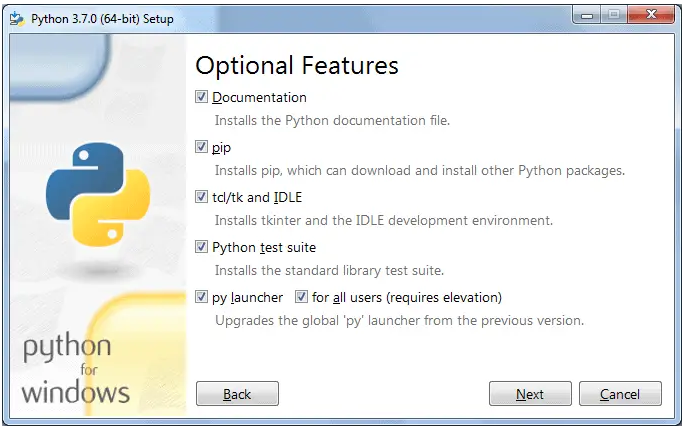 Python 3.7.0 (64-bit) Setup
Optional Features
Documentation
Installs the Python documentation file.
pip
Installs pip, which can download and install other Python packages.
tcl/tk and IDLE
Installs tkinter and the IDLE development environment.
Python test suite
Installs the standard library test suite.
py launcher for all users (requires elevation)
Upgrades the global 'py' launcher from the previous version.
python
for
windows
Back Next Cancel